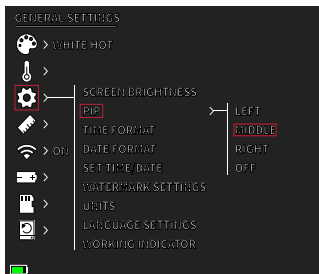 GENERAL SETTINGS
WHITE HOT
SCREEN BRIGHTNESS
PIP
LEFT
TIME FORMAT
MIDDLE
DATE FORMAT
RIGHT
ON
SET TIME/DATE
OFF
WATERMARK SETTINGS
UNITS
LANGUAGE SETTINGS
WORKING INDICATOR